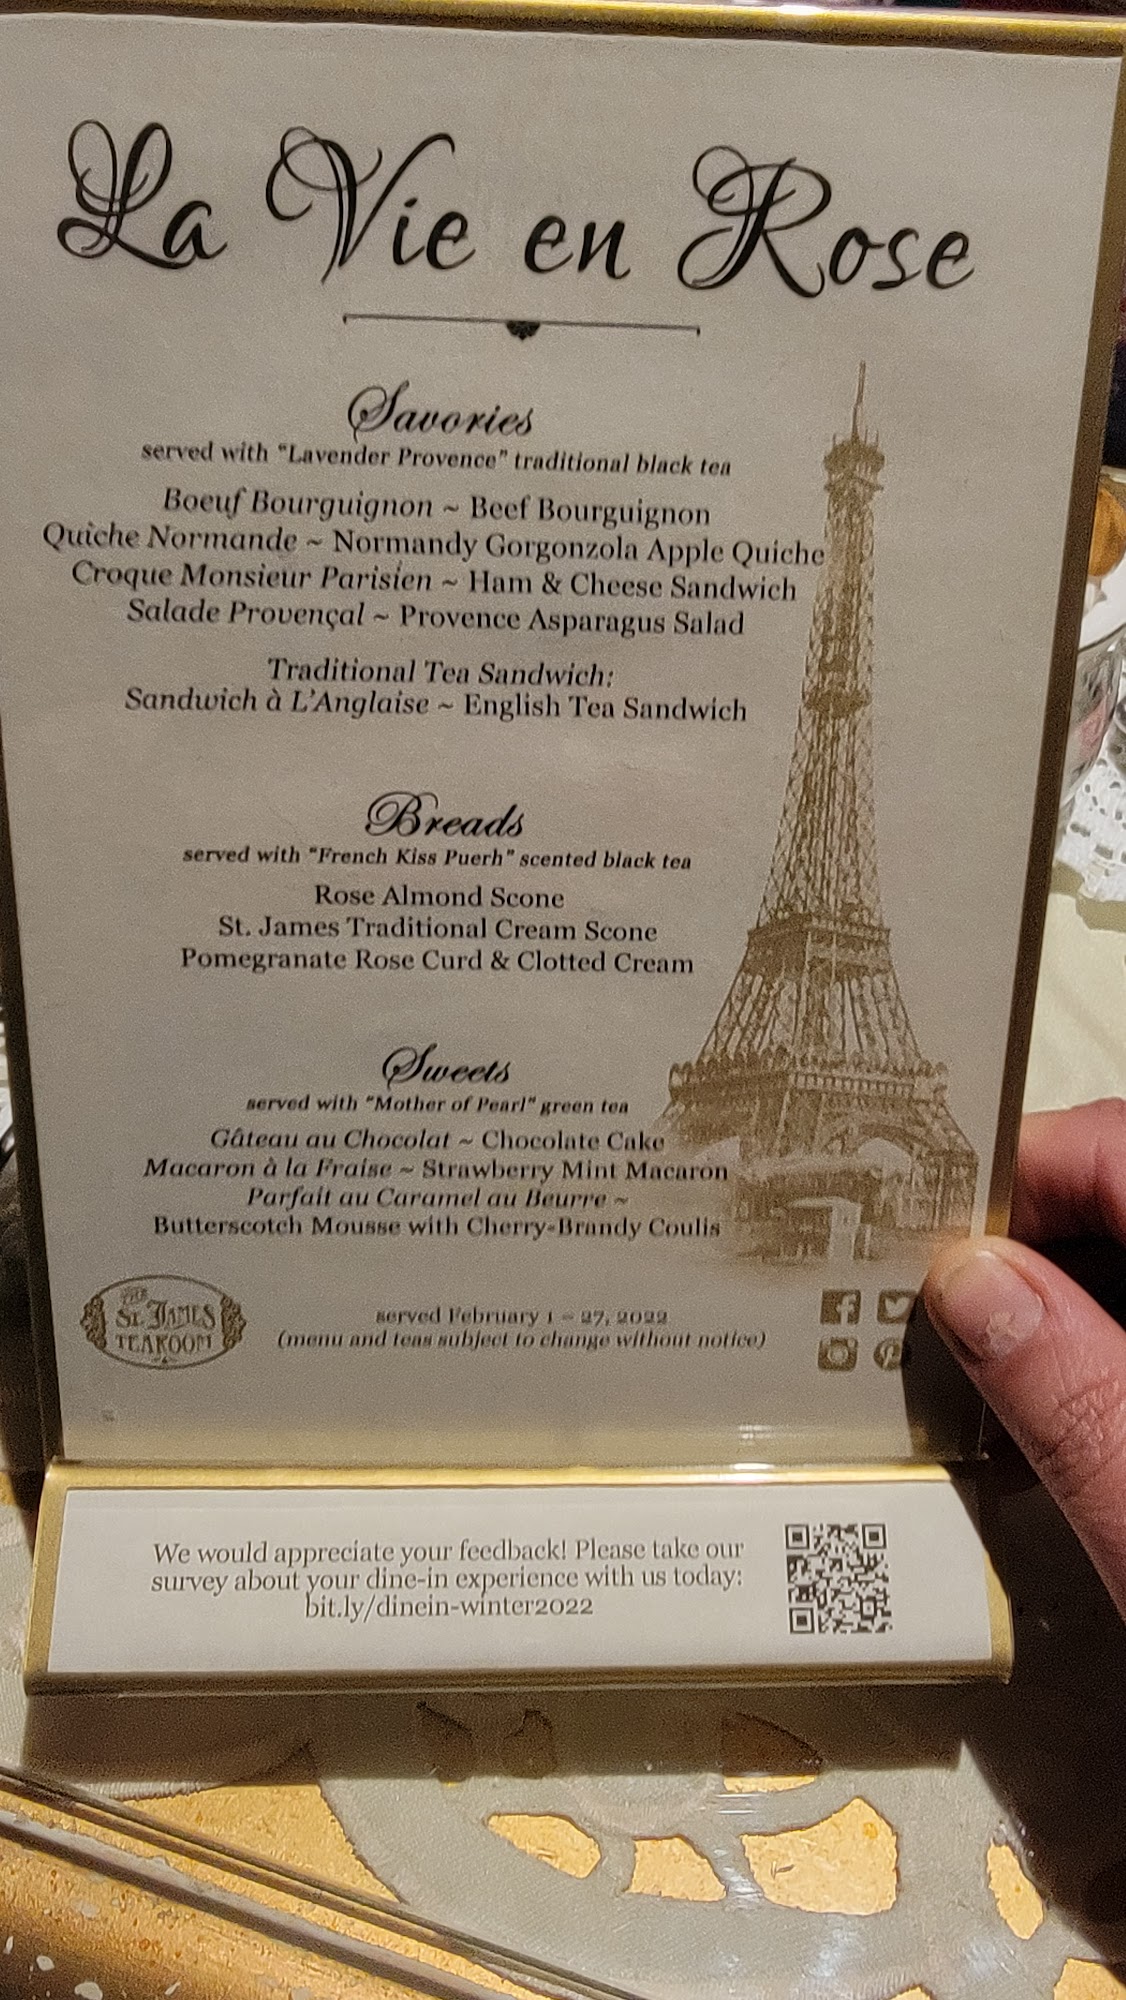 La Vie en Rose
Savories
served with "Lavender Provence" traditional black tea
Boeuf Bourguignon ~ Beef Bourguignon
Quiche Normande ~ Normandy Gorgonzola Apple Quiche
Croque Monsieur Parisien ~ Ham & Cheese Sandwich
Salade Provençal ~ Provence Asparagus Salad
Traditional Tea Sandwich:
Sandwich à L'Anglaise ~ English Tea Sandwich
Breads
served with "French Kiss Puerh" scented black tea
Rose Almond Scone
St. James Traditional Cream Scone
Pomegranate Rose Curd & Clotted Cream
Sweets
served with "Mother of Pearl" green tea
Gâteau au Chocolat ~ Chocolate Cake
Macaron à la Fraise ~ Strawberry Mint Macaron
Parfait au Caramel au Beurre ~
Butterscotch Mousse with Cherry-Brandy Coulis
THE
ST. JAMES
TEAROOM
served February 1 – 27, 2022
(menu and teas subject to change without notice)
We would appreciate your feedback! Please take our
survey about your dine-in experience with us today:
bit.ly/dinein-winter2022